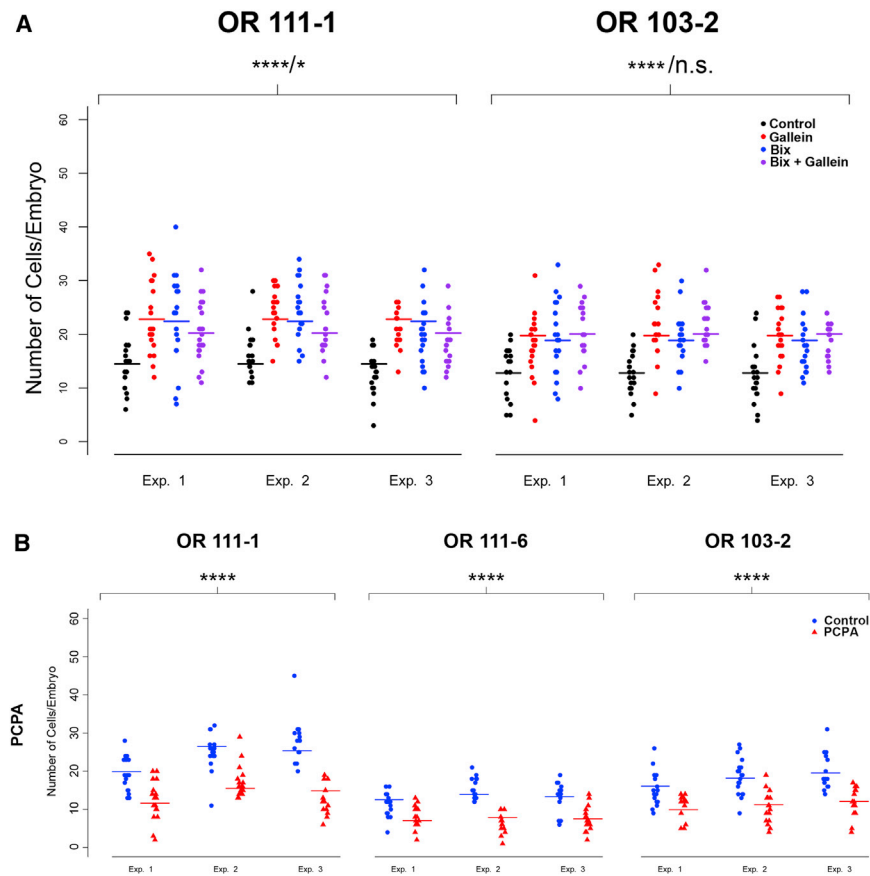 A
OR 111-1 OR 103-2
****/* ****/n.s.
Number of Cells/Embryo
60
50
40
30
20
10
0
Control
Gallein
Bix
Bix + Gallein
Exp. 1 Exp. 2 Exp. 3 Exp. 1 Exp. 2 Exp. 3
B
OR 111-1 OR 111-6 OR 103-2
**** **** ****
PCPA
Number of Cells/Embryo
60
50
40
30
20
10
0
Control
PCPA
Exp. 1 Exp. 2 Exp. 3 Exp. 1 Exp. 2 Exp. 3 Exp. 1 Exp. 2 Exp. 3